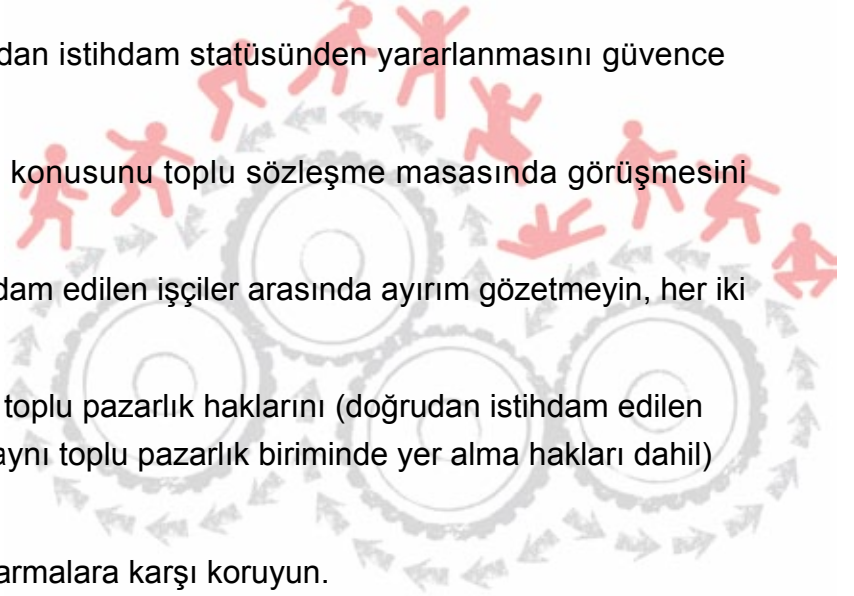 dan istihdam statüsünden yararlanmasını güvence
konusunu toplu sözleşme masasında görüşmesini
dam edilen işçiler arasında ayırım gözetmeyin, her iki
toplu pazarlık haklarını (doğrudan istihdam edilen
aynı toplu pazarlık biriminde yer alma hakları dahil)
armalara karşı koruyun.